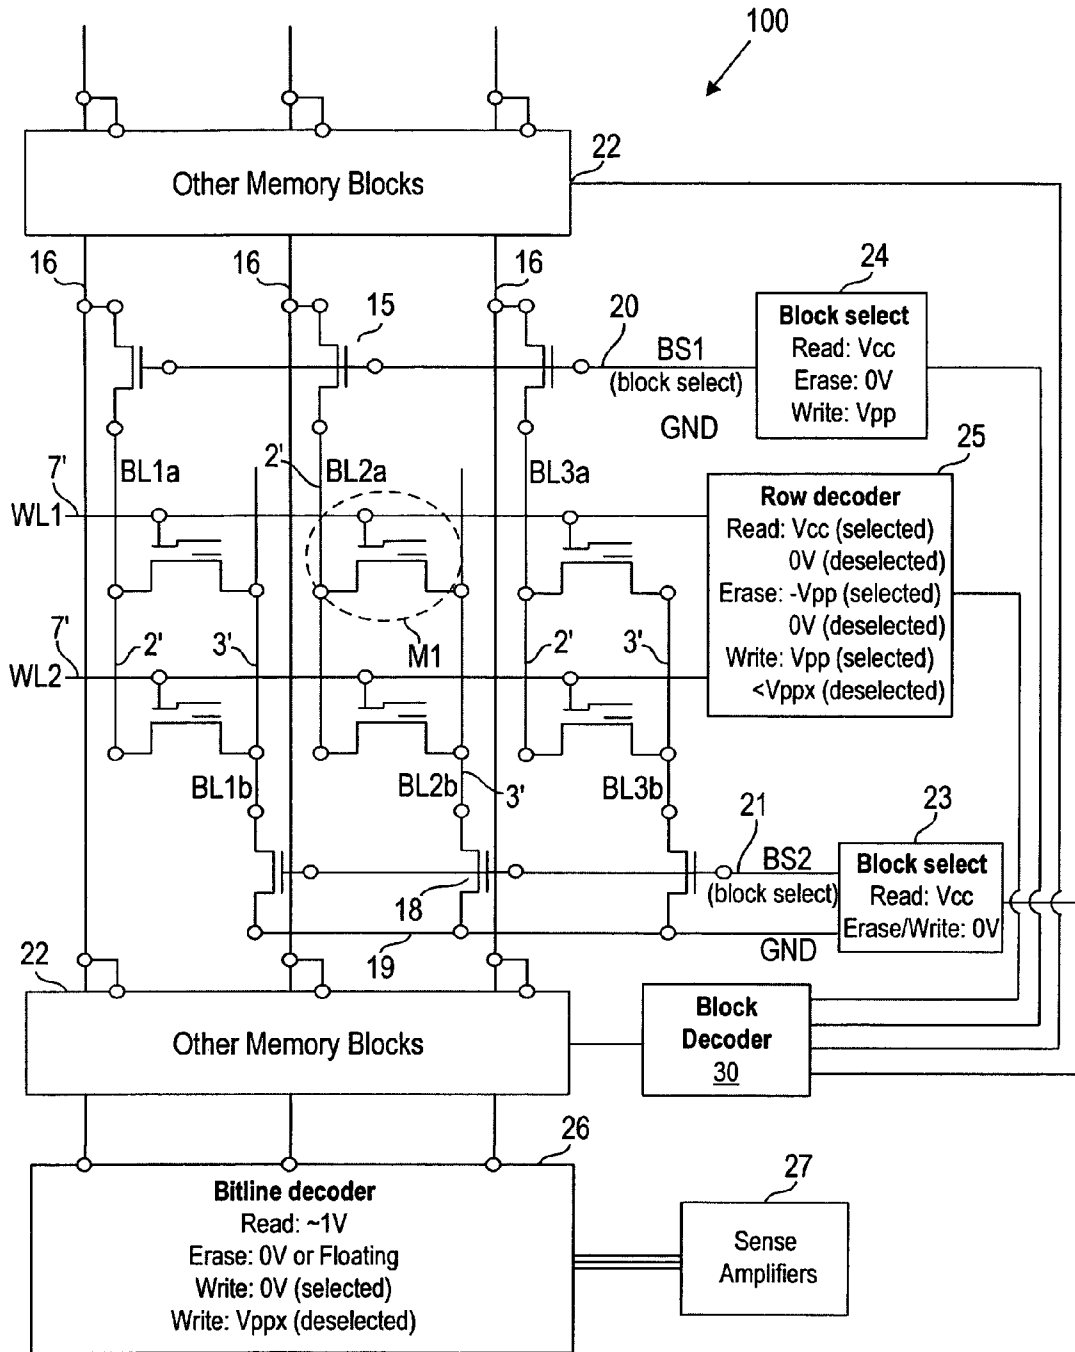 100
Other Memory Blocks
22
16
16
16
24
15
20
BS1
(block select)
Block select
Read: Vcc
Erase: 0V
Write: Vpp
GND
25
BL1a
2'
BL2a
BL3a
7'
WL1
Row decoder
Read: Vcc (selected)
0V (deselected)
Erase: -Vpp (selected)
0V (deselected)
Write: Vpp (selected)
<Vppx (deselected)
7'
2'
3'
M1
2'
3'
WL2
BL1b
BL2b
3'
BL3b
21
23
BS2
(block select)
Block select
Read: Vcc
Erase/Write: 0V
18
19
GND
22
Other Memory Blocks
Block
Decoder
30
26
Bitline decoder
Read: ~1V
Erase: 0V or Floating
Write: 0V (selected)
Write: Vppx (deselected)
27
Sense
Amplifiers